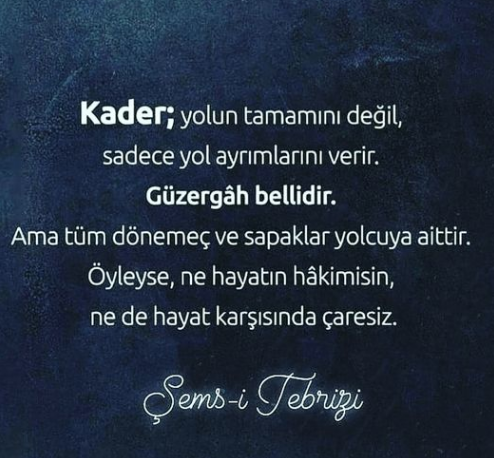 Kader; yolun tamamını değil,
sadece yol ayrımlarını verir.
Güzergâh bellidir.
Ama tüm dönemeç ve sapaklar yolcuya aittir.
Öyleyse, ne hayatın hâkimisin,
ne de hayat karşısında çaresiz.
Şems-i Tebrizi